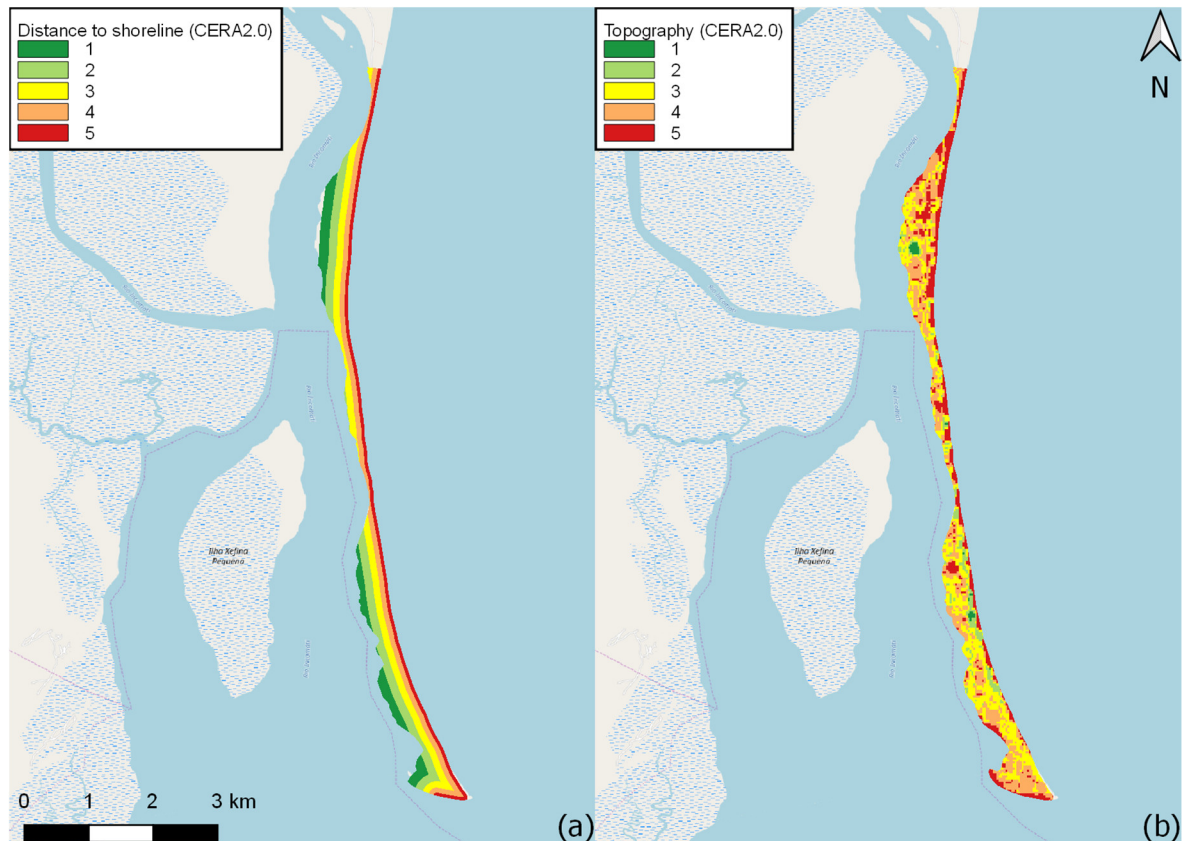 Distance to shoreline (CERA2.0)
1
2
3
4
5
Topography (CERA2.0)
1
2
3
4
5
N
Ilha Xefina
Pequena
Ilha Xefina
Pequena
0 1 2 3 km
(a)
(b)